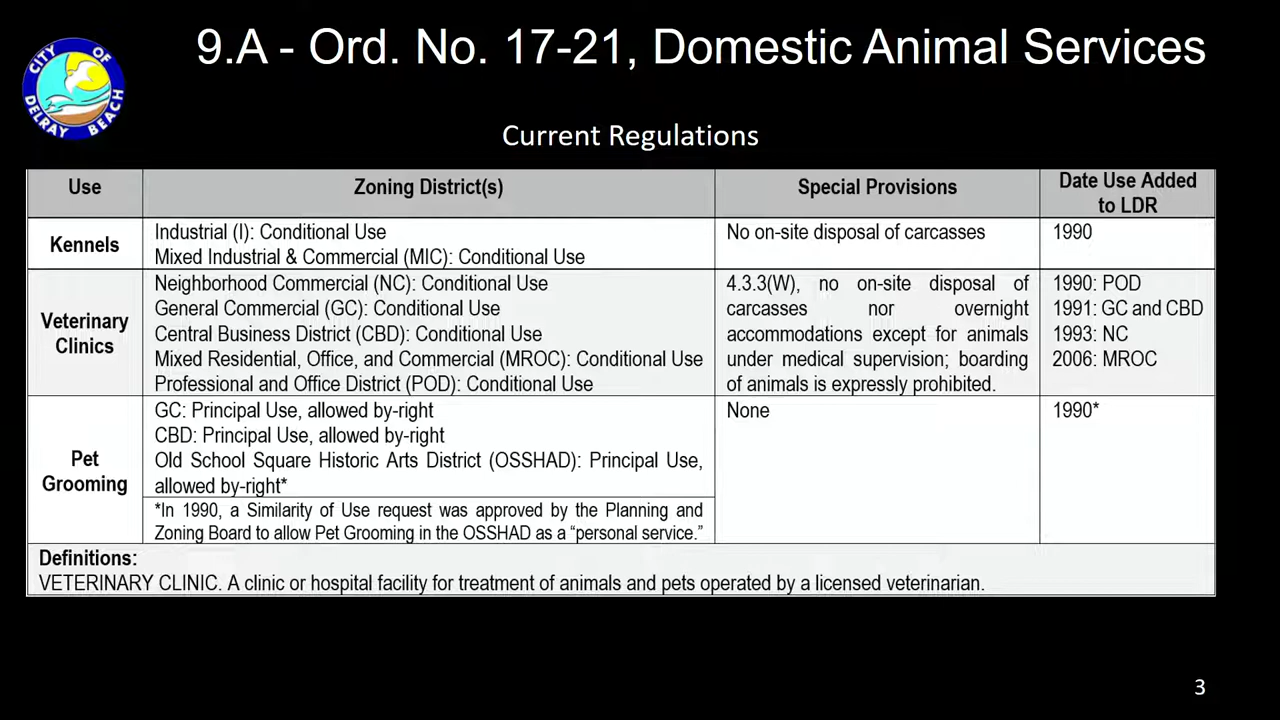 9.A - Ord. No. 17-21, Domestic Animal Services
CITY OF
DELRAY BEACH
Current Regulations
Use
Zoning District(s)
Special Provisions
Date Use Added
to LDR
Kennels
Industrial (I): Conditional Use
Mixed Industrial & Commercial (MIC): Conditional Use
No on-site disposal of carcasses
1990
Veterinary
Clinics
Neighborhood Commercial (NC): Conditional Use
General Commercial (GC): Conditional Use
Central Business District (CBD): Conditional Use
Mixed Residential, Office, and Commercial (MROC): Conditional Use
Professional and Office District (POD): Conditional Use
4.3.3(W), no on-site disposal of
carcasses nor overnight
accommodations except for animals
under medical supervision; boarding
of animals is expressly prohibited.
1990: POD
1991: GC and CBD
1993: NC
2006: MROC
Pet
Grooming
GC: Principal Use, allowed by-right
CBD: Principal Use, allowed by-right
Old School Square Historic Arts District (OSSHAD): Principal Use,
allowed by-right*
*In 1990, a Similarity of Use request was approved by the Planning and
Zoning Board to allow Pet Grooming in the OSSHAD as a “personal service.”
None
1990*
Definitions:
VETERINARY CLINIC. A clinic or hospital facility for treatment of animals and pets operated by a licensed veterinarian.
3